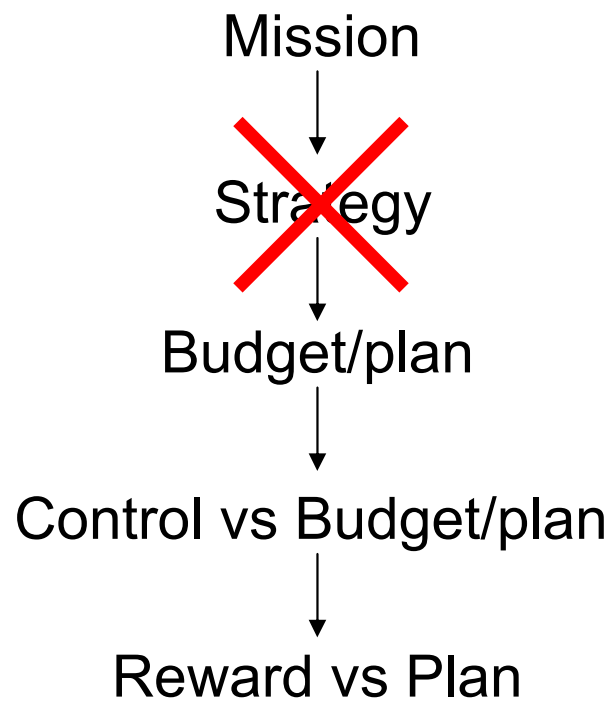 Mission
Strategy
Budget/plan
Control vs Budget/plan
Reward vs Plan